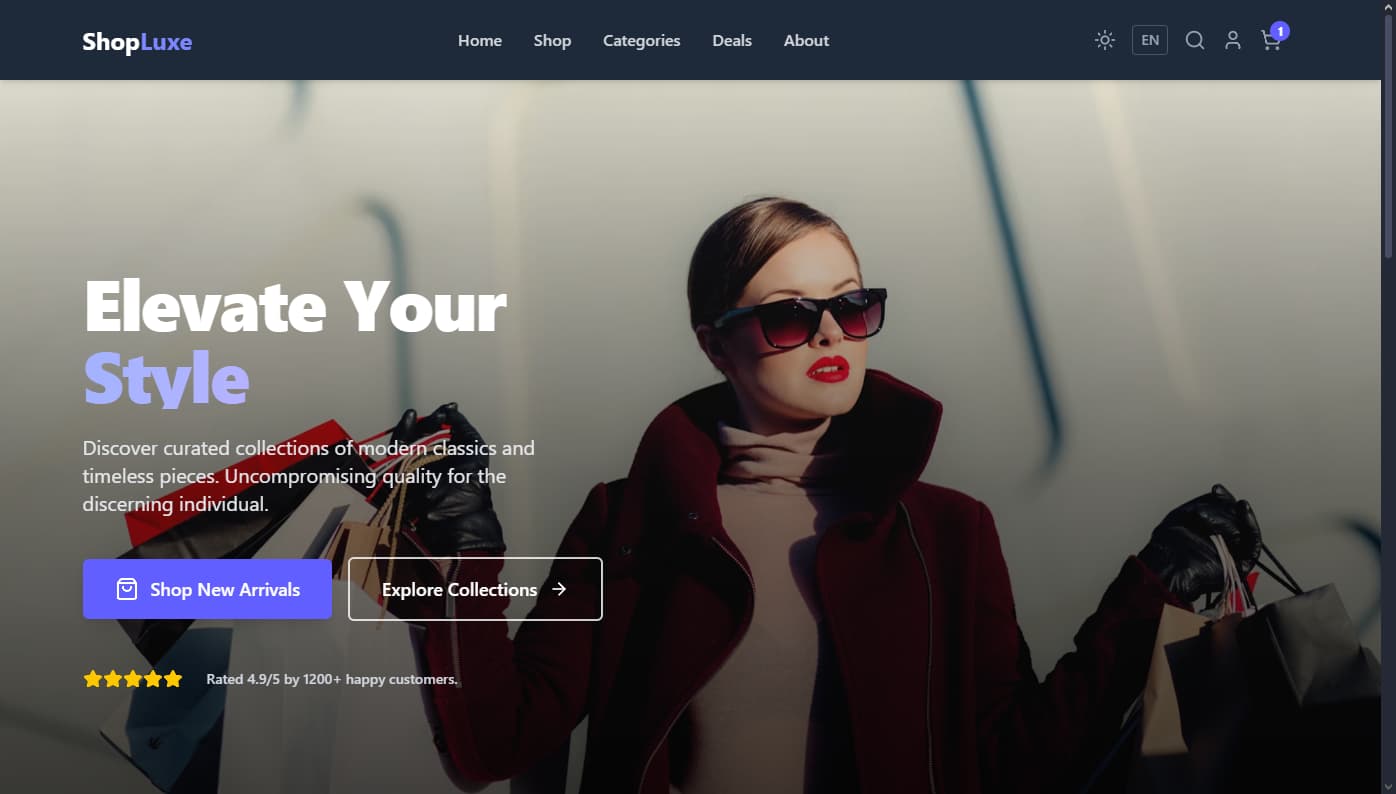 ShopLuxe
Home
Shop
Categories
Deals
About
EN
1
Elevate Your
Style
Discover curated collections of modern classics and
timeless pieces. Uncompromising quality for the
discerning individual.
Shop New Arrivals
Explore Collections
Rated 4.9/5 by 1200+ happy customers.